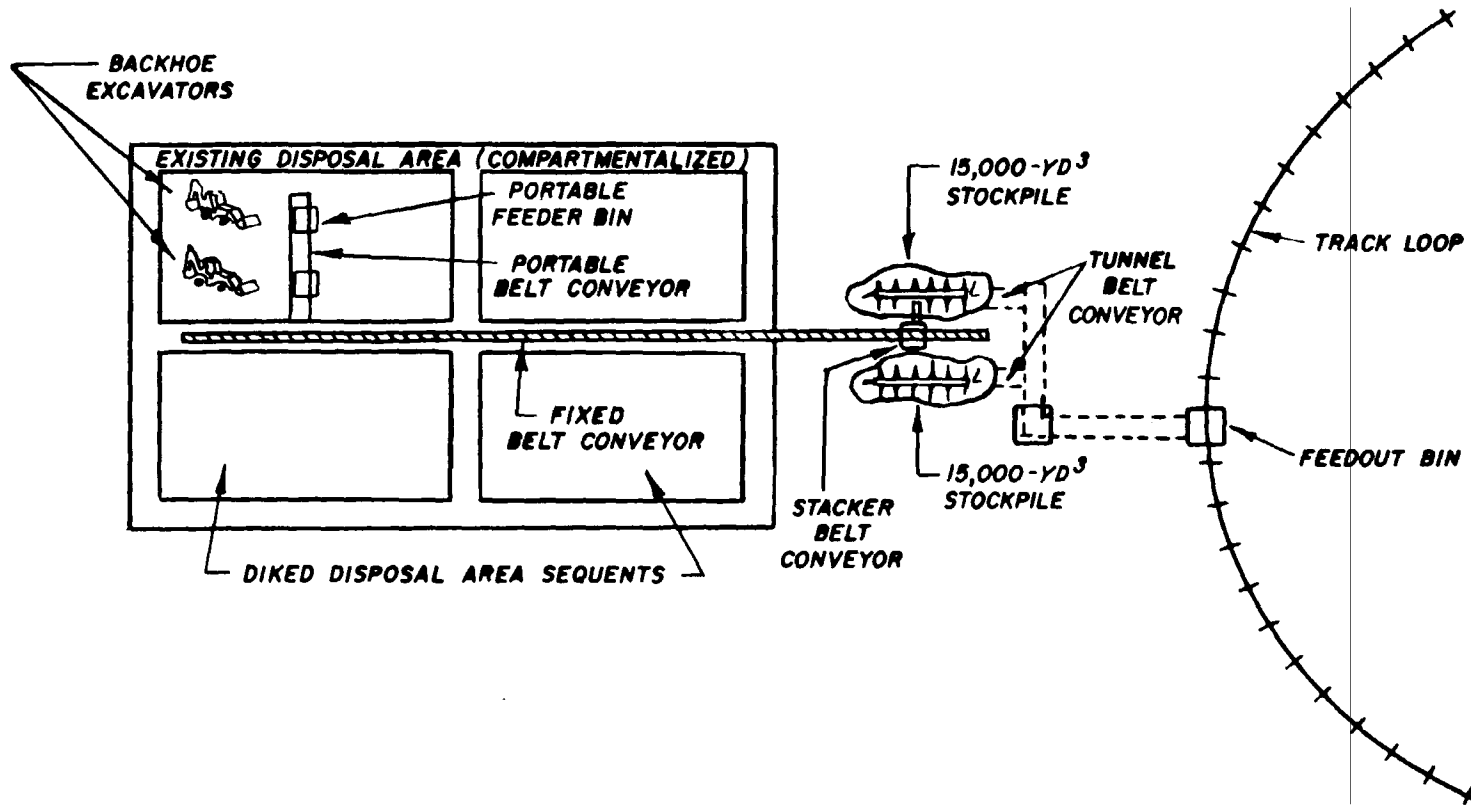 BACKHOE
EXCAVATORS
EXISTING DISPOSAL AREA (COMPARTMENTALIZED)
PORTABLE
FEEDER BIN
PORTABLE
BELT CONVEYOR
15,000-YD³
STOCKPILE
TRACK LOOP
TUNNEL
BELT
CONVEYOR
L
L
FIXED
BELT CONVEYOR
15,000-YD³
STOCKPILE
FEEDOUT BIN
STACKER
BELT
CONVEYOR
DIKED DISPOSAL AREA SEQUENTS